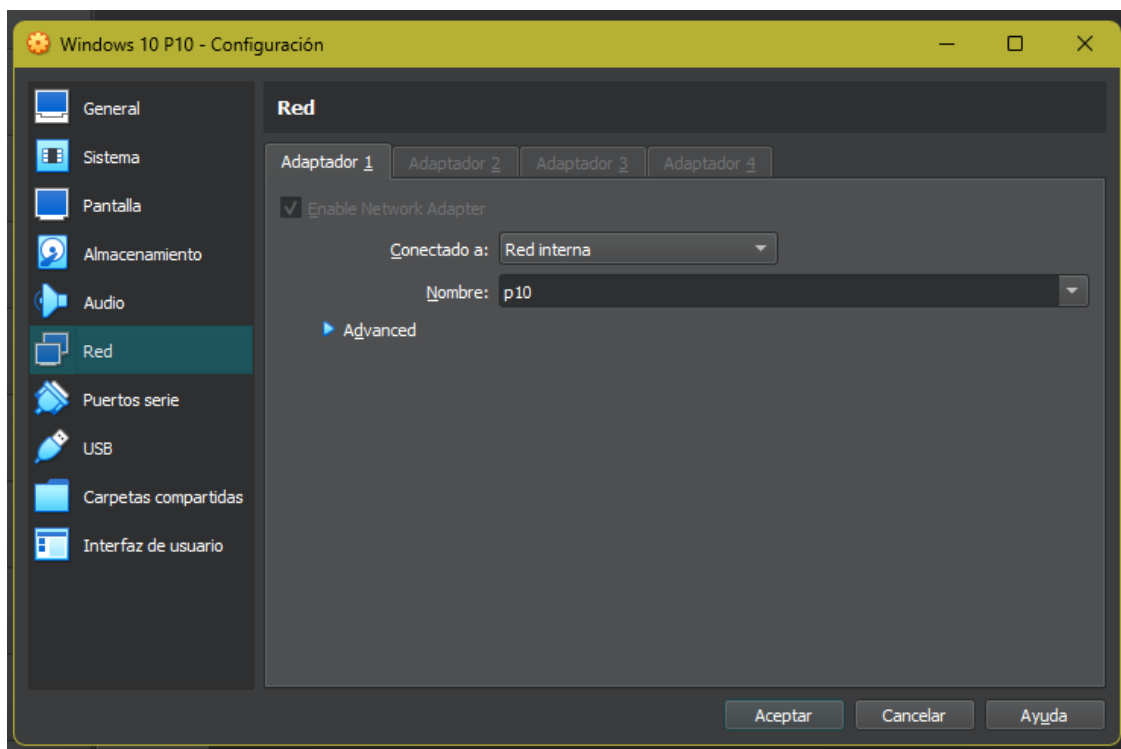 Windows 10 P10 - Configuración
General
Sistema
Pantalla
Almacenamiento
Audio
Red
Puertos serie
USB
Carpetas compartidas
Interfaz de usuario
Red
Adaptador 1 Adaptador 2 Adaptador 3 Adaptador 4
Enable Network Adapter
Conectado a: Red interna
Nombre: p10
Advanced
Aceptar Cancelar Ayuda